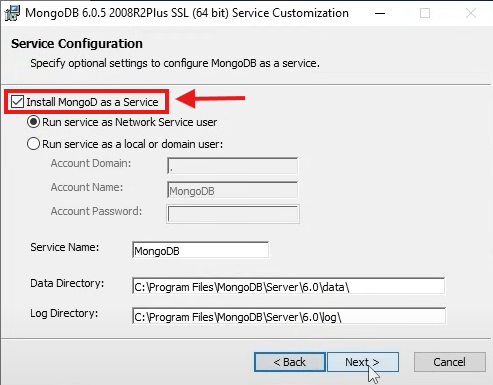 MongoDB 6.0.5 2008R2Plus SSL (64 bit) Service Customization
Service Configuration
Specify optional settings to configure MongoDB as a service.
Install MongoD as a Service
Run service as Network Service user
Run service as a local or domain user:
Account Domain: .
Account Name: MongoDB
Account Password:
Service Name: MongoDB
Data Directory: C:\Program Files\MongoDB\Server\6.0\data\
Log Directory: C:\Program Files\MongoDB\Server\6.0\log\
< Back Next > Cancel